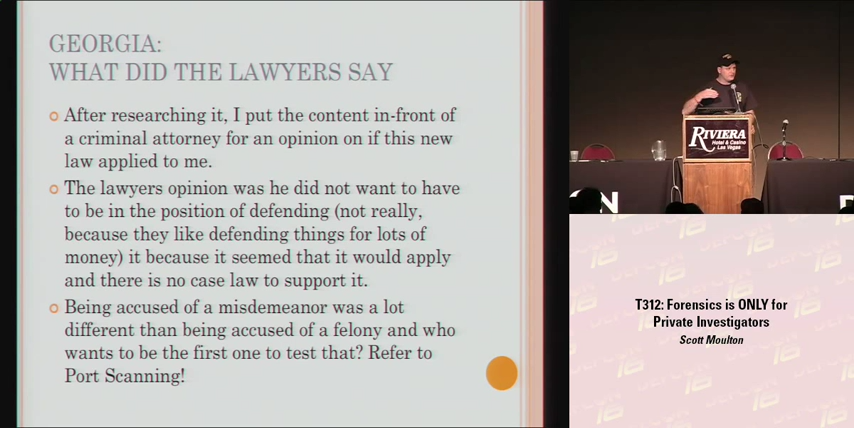 GEORGIA:
WHAT DID THE LAWYERS SAY
After researching it, I put the content in-front of
a criminal attorney for an opinion on if this new
law applied to me.
The lawyers opinion was he did not want to have
to be in the position of defending (not really,
because they like defending things for lots of
money) it because it seemed that it would apply
and there is no case law to support it.
Being accused of a misdemeanor was a lot
different than being accused of a felony and who
wants to be the first one to test that? Refer to
Port Scanning!
RIVIERA
Hotel & Casino
Las Vegas
ON
T312: Forensics is ONLY for
Private Investigators
Scott Moulton